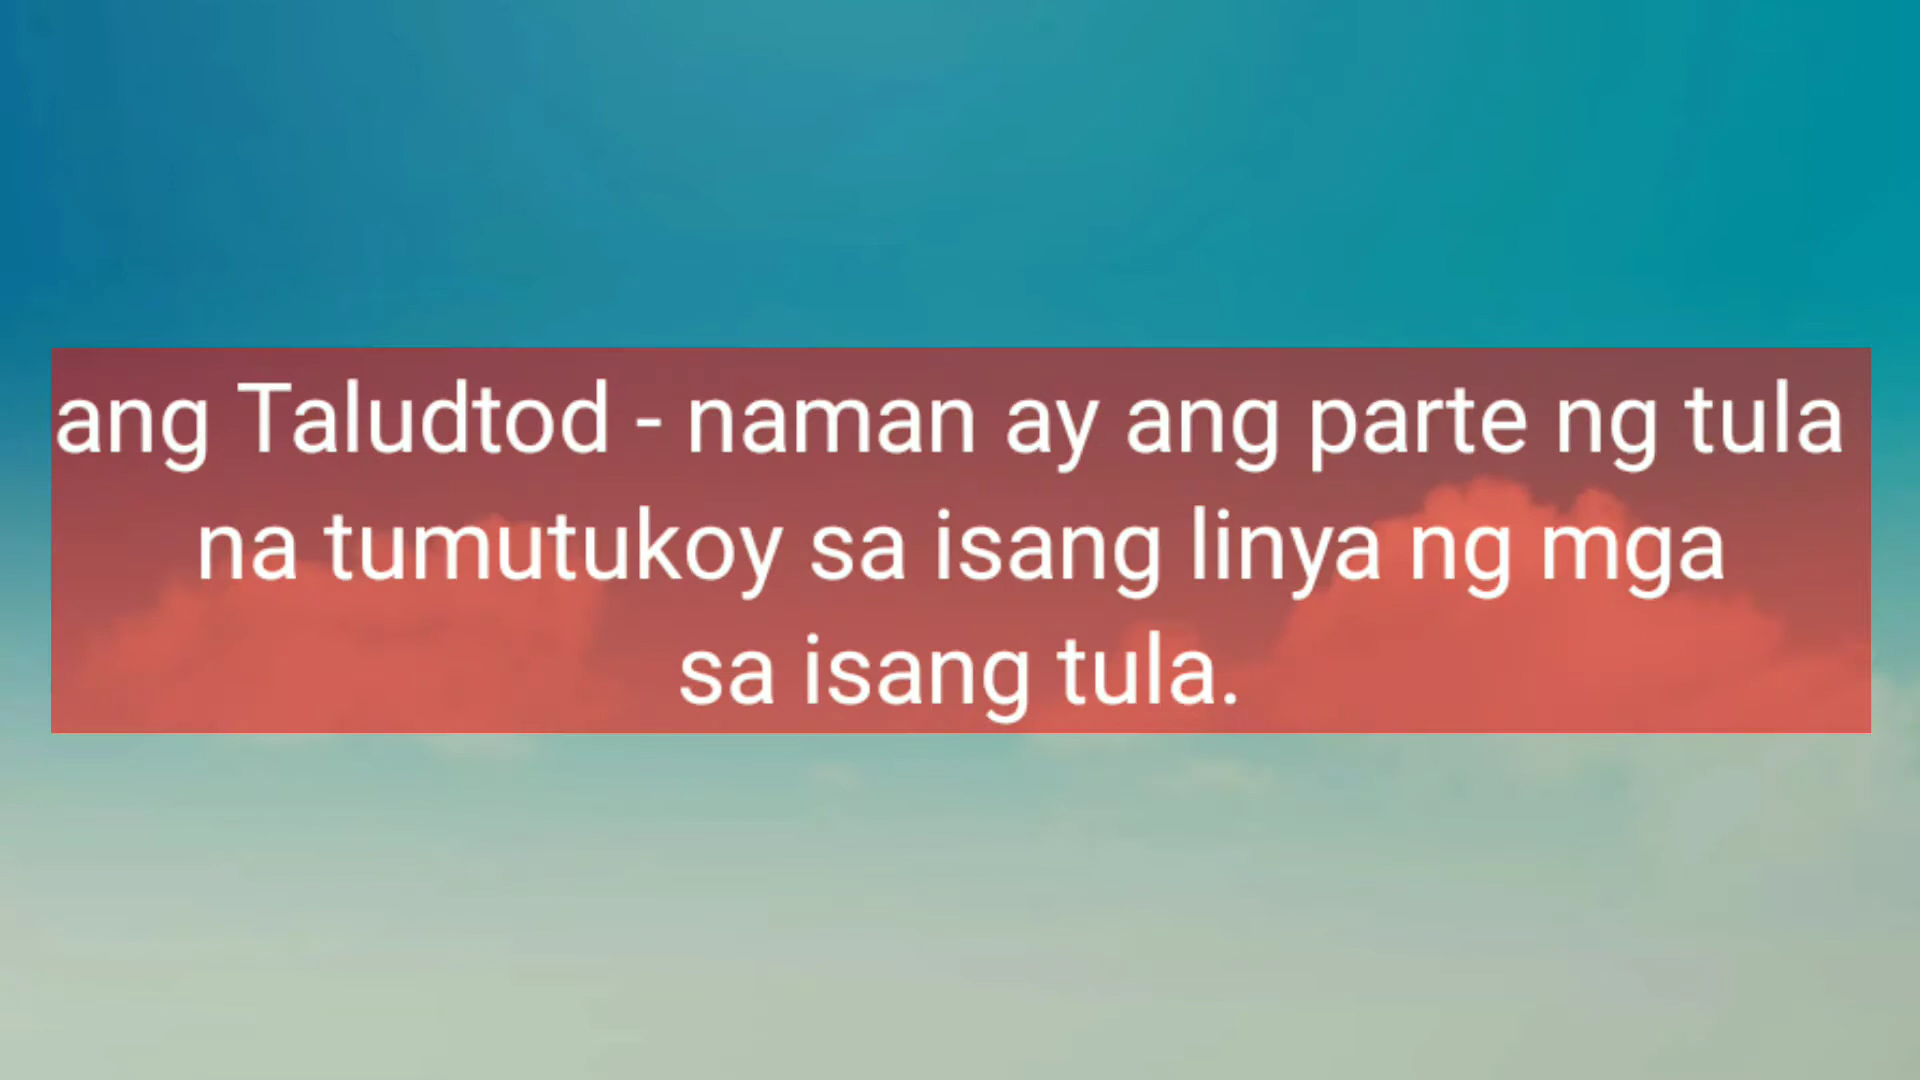 ang Taludtod - naman ay ang parte ng tula
na tumutukoy sa isang linya ng mga
sa isang tula.